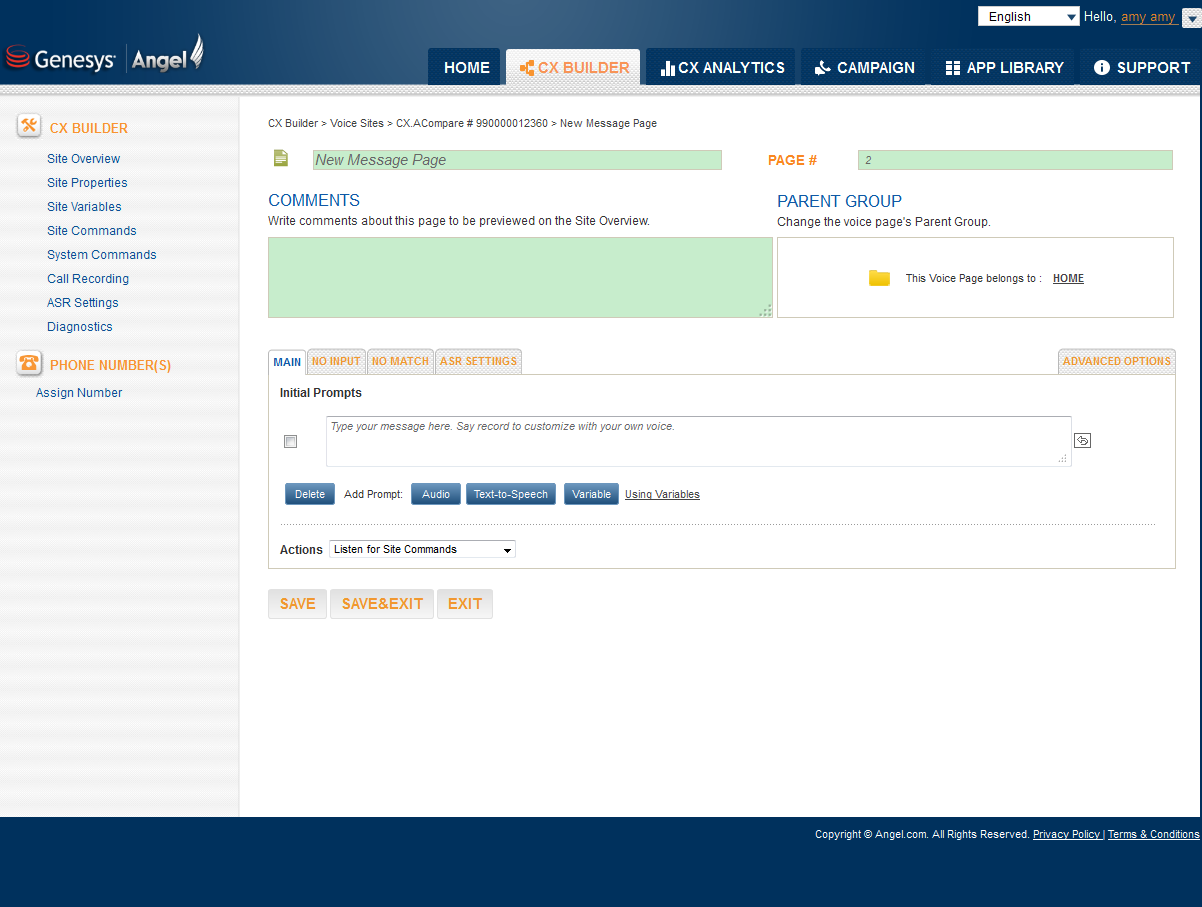 English
Hello, amy amy
Genesys Angel
HOME
CX BUILDER
CX ANALYTICS
CAMPAIGN
APP LIBRARY
SUPPORT
CX BUILDER
Site Overview
Site Properties
Site Variables
Site Commands
System Commands
Call Recording
ASR Settings
Diagnostics
PHONE NUMBER(S)
Assign Number
CX Builder > Voice Sites > CX.ACompare # 990000012360 > New Message Page
New Message Page
PAGE #
2
COMMENTS
Write comments about this page to be previewed on the Site Overview.
PARENT GROUP
Change the voice page's Parent Group.
This Voice Page belongs to : HOME
MAIN
NO INPUT
NO MATCH
ASR SETTINGS
ADVANCED OPTIONS
Initial Prompts
Type your message here. Say record to customize with your own voice.
Delete
Add Prompt:
Audio
Text-to-Speech
Variable
Using Variables
Actions
Listen for Site Commands
SAVE
SAVE&EXIT
EXIT
Copyright © Angel.com. All Rights Reserved. Privacy Policy | Terms & Conditions